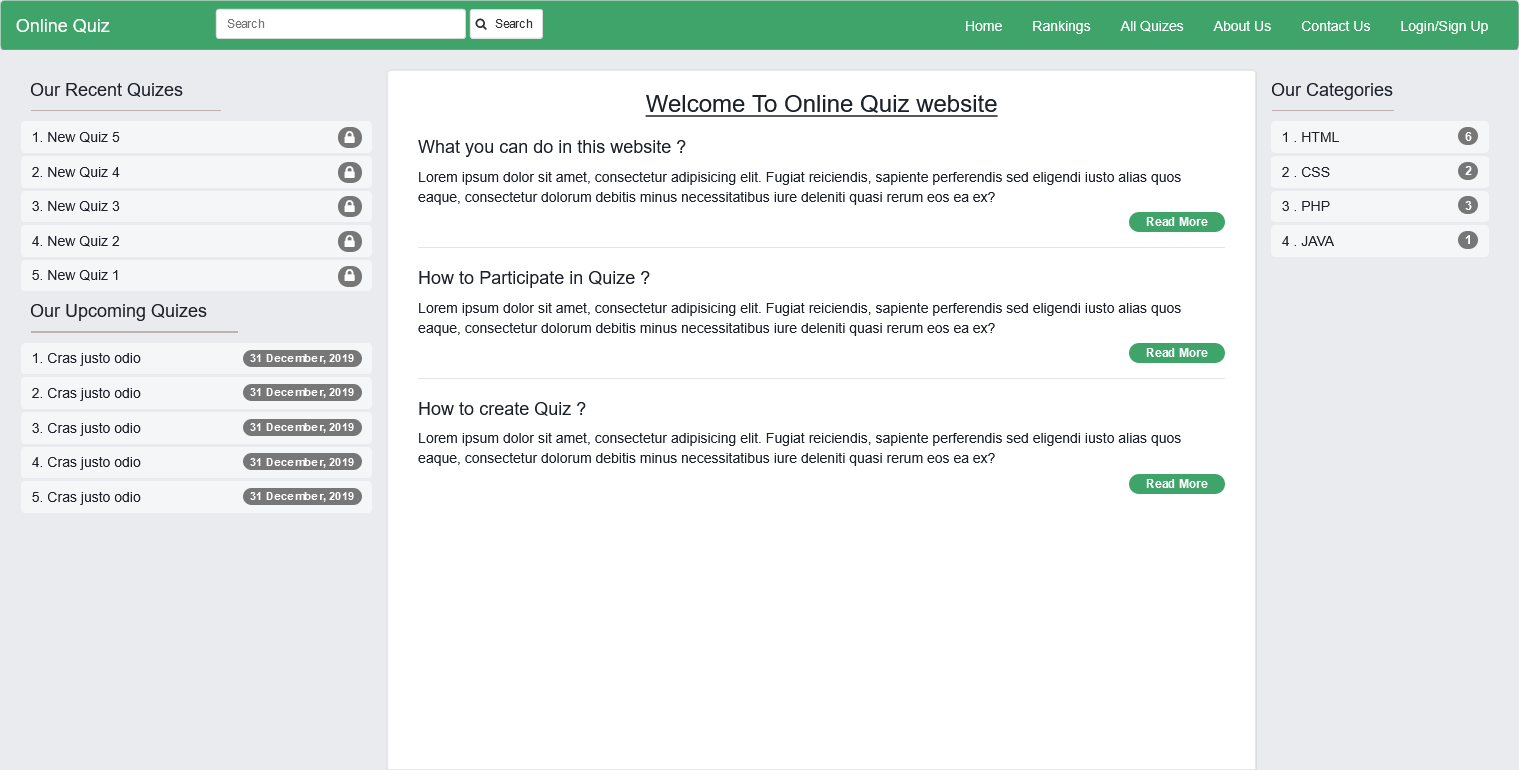 Online Quiz
Search
Search
Home
Rankings
All Quizes
About Us
Contact Us
Login/Sign Up
Our Recent Quizes
1. New Quiz 5
2. New Quiz 4
3. New Quiz 3
4. New Quiz 2
5. New Quiz 1
Our Upcoming Quizes
1. Cras justo odio 31 December, 2019
2. Cras justo odio 31 December, 2019
3. Cras justo odio 31 December, 2019
4. Cras justo odio 31 December, 2019
5. Cras justo odio 31 December, 2019
Welcome To Online Quiz website
What you can do in this website ?
Lorem ipsum dolor sit amet, consectetur adipisicing elit. Fugiat reiciendis, sapiente perferendis sed eligendi iusto alias quos
eaque, consectetur dolorum debitis minus necessitatibus iure deleniti quasi rerum eos ea ex?
Read More
How to Participate in Quize ?
Lorem ipsum dolor sit amet, consectetur adipisicing elit. Fugiat reiciendis, sapiente perferendis sed eligendi iusto alias quos
eaque, consectetur dolorum debitis minus necessitatibus iure deleniti quasi rerum eos ea ex?
Read More
How to create Quiz ?
Lorem ipsum dolor sit amet, consectetur adipisicing elit. Fugiat reiciendis, sapiente perferendis sed eligendi iusto alias quos
eaque, consectetur dolorum debitis minus necessitatibus iure deleniti quasi rerum eos ea ex?
Read More
Our Categories
1 . HTML 6
2 . CSS 2
3 . PHP 3
4 . JAVA 1